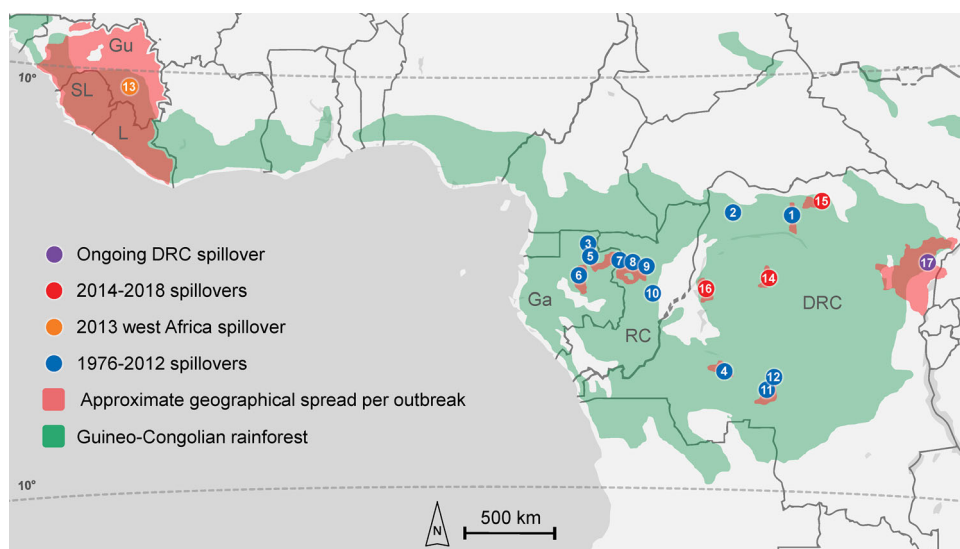 Gu
10°
13
SL
L
15
2
1
Ongoing DRC spillover
3
5
7
8
9
17
6
14
2014-2018 spillovers
16
10
Ga
DRC
2013 west Africa spillover
RC
1976-2012 spillovers
4
12
11
Approximate geographical spread per outbreak
Guineo-Congolian rainforest
10°
N
500 km